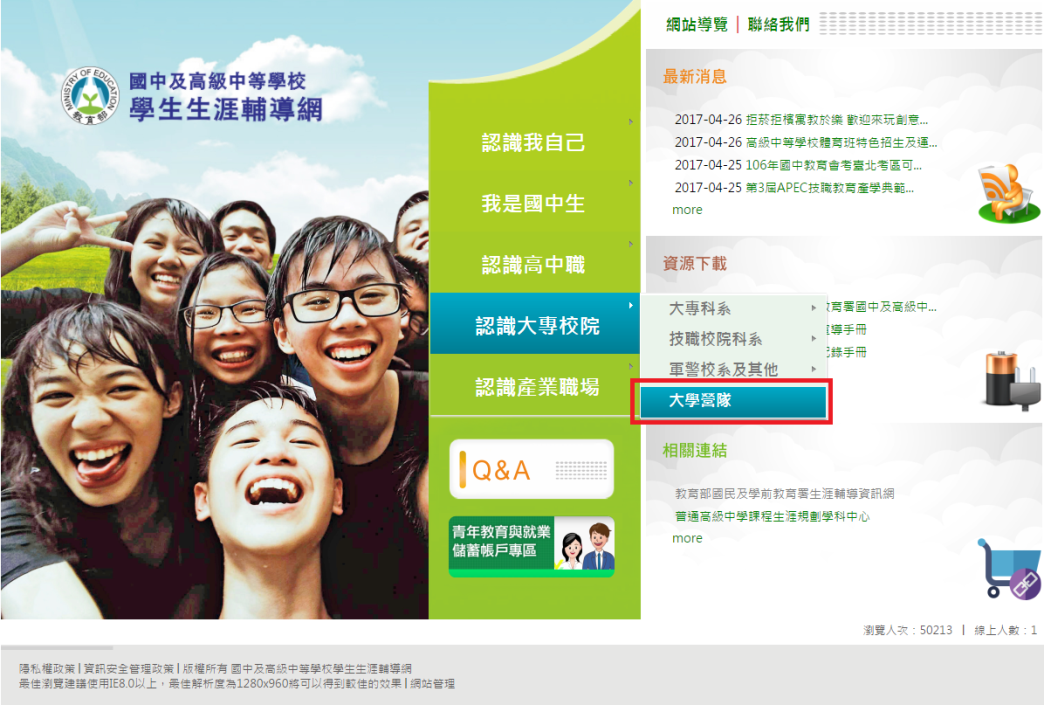 MINISTRY OF EDUCATION
教育部
國中及高級中等學校
學生生涯輔導網
認識我自己
我是國中生
認識高中職
認識大專校院
認識產業職場
Q&A
青年教育與就業
儲蓄帳戶專區
大專科系
技職校院科系
軍警校系及其他
大學營隊
網站導覽 | 聯絡我們
最新消息
2017-04-26 拒菸拒檳寓教於樂 歡迎來玩創意...
2017-04-26 高級中等學校體育班特色招生及運...
2017-04-25 106年國中教育會考臺北考區可...
2017-04-25 第3屆APEC技職教育產學典範...
more
資源下載
教育署國中及高級中...
宣導手冊
紀錄手冊
相關連結
教育部國民及學前教育署生涯輔導資訊網
普通高級中學課程生涯規劃學科中心
more
瀏覽人次：50213 | 線上人數：1
隱私權政策 | 資訊安全管理政策 | 版權所有 國中及高級中等學校學生生涯輔導網
最佳瀏覽建議使用IE8.0以上，最佳解析度為1280x960將可以得到較佳的效果 | 網站管理